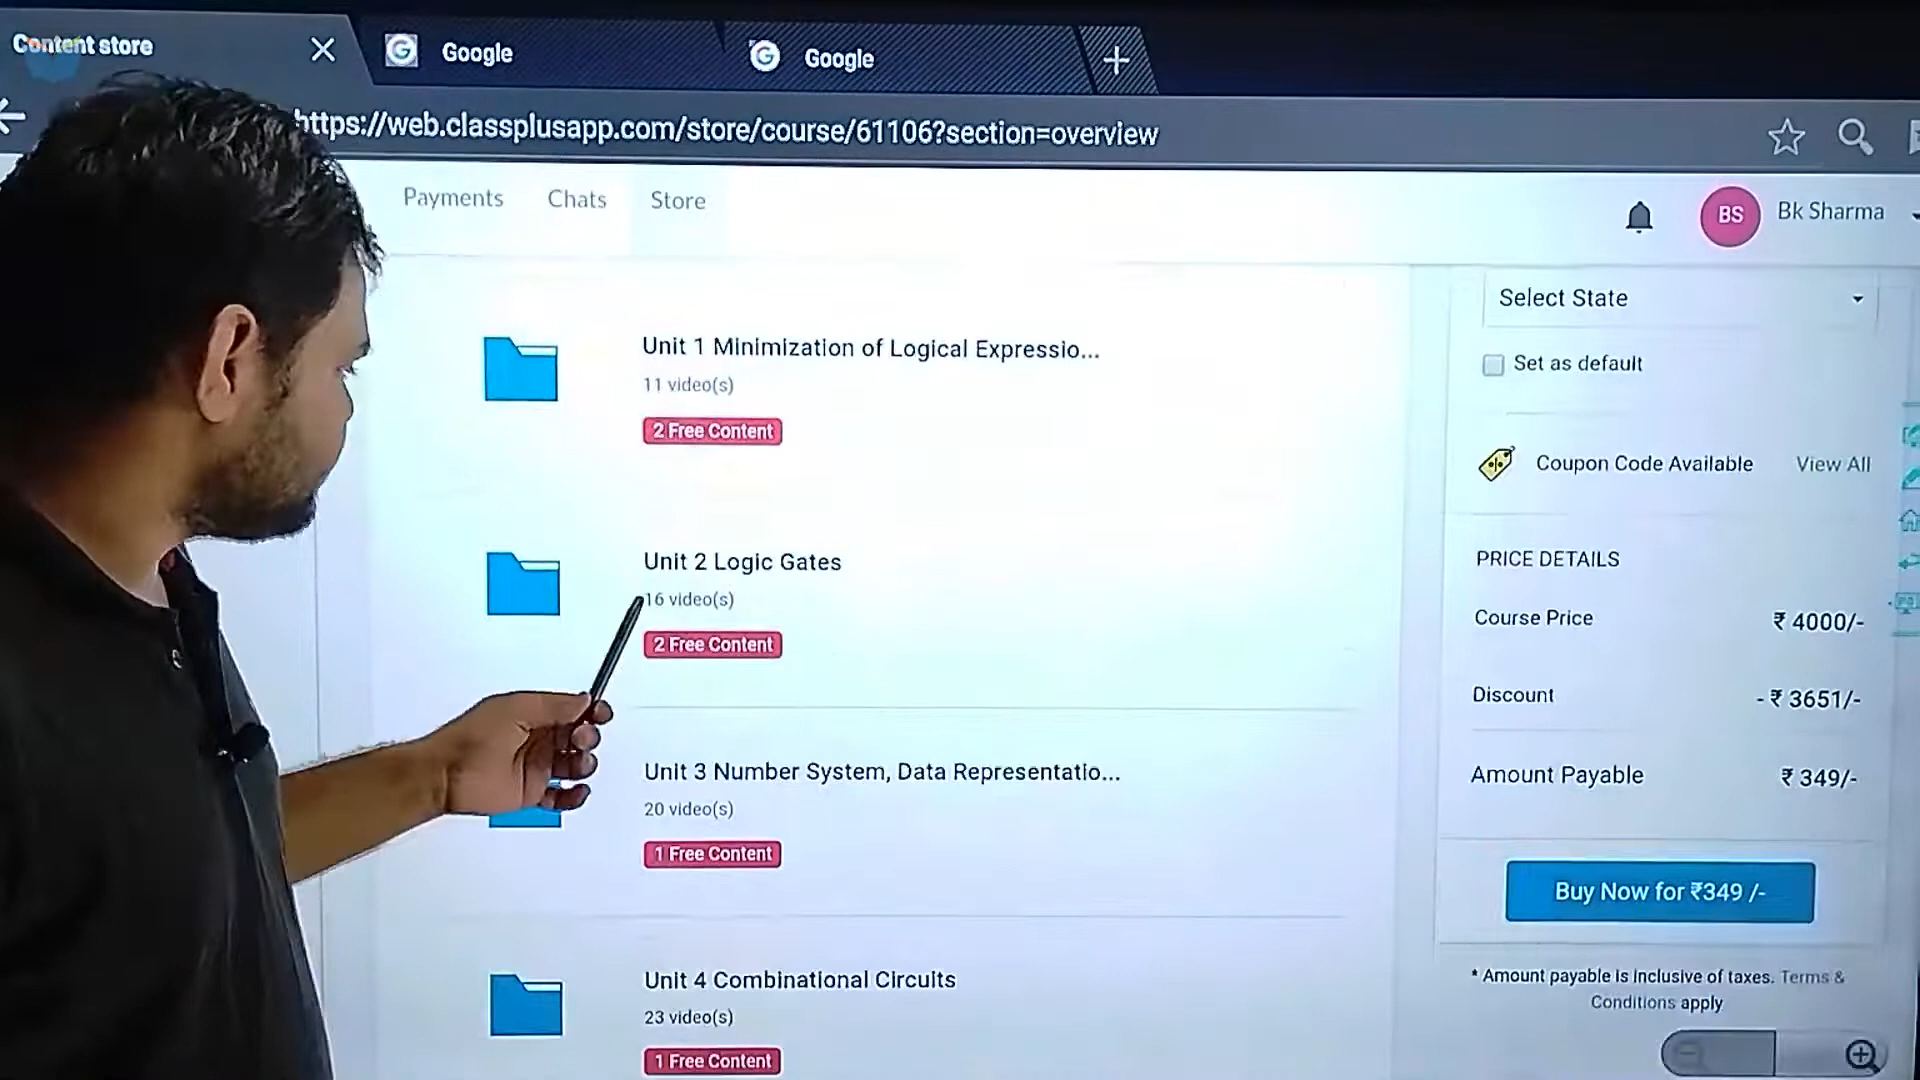 Content store
Google
Google
https://web.classplusapp.com/store/course/61106?section=overview
Payments
Chats
Store
BS
Bk Sharma
Unit 1 Minimization of Logical Expressio...
11 video(s)
2 Free Content
Unit 2 Logic Gates
16 video(s)
2 Free Content
Unit 3 Number System, Data Representatio...
20 video(s)
1 Free Content
Unit 4 Combinational Circuits
23 video(s)
1 Free Content
Select State
Set as default
Coupon Code Available
View All
PRICE DETAILS
Course Price
₹ 4000/-
Discount
- ₹ 3651/-
Amount Payable
₹ 349/-
Buy Now for ₹349 /-
* Amount payable is inclusive of taxes. Terms &
Conditions apply